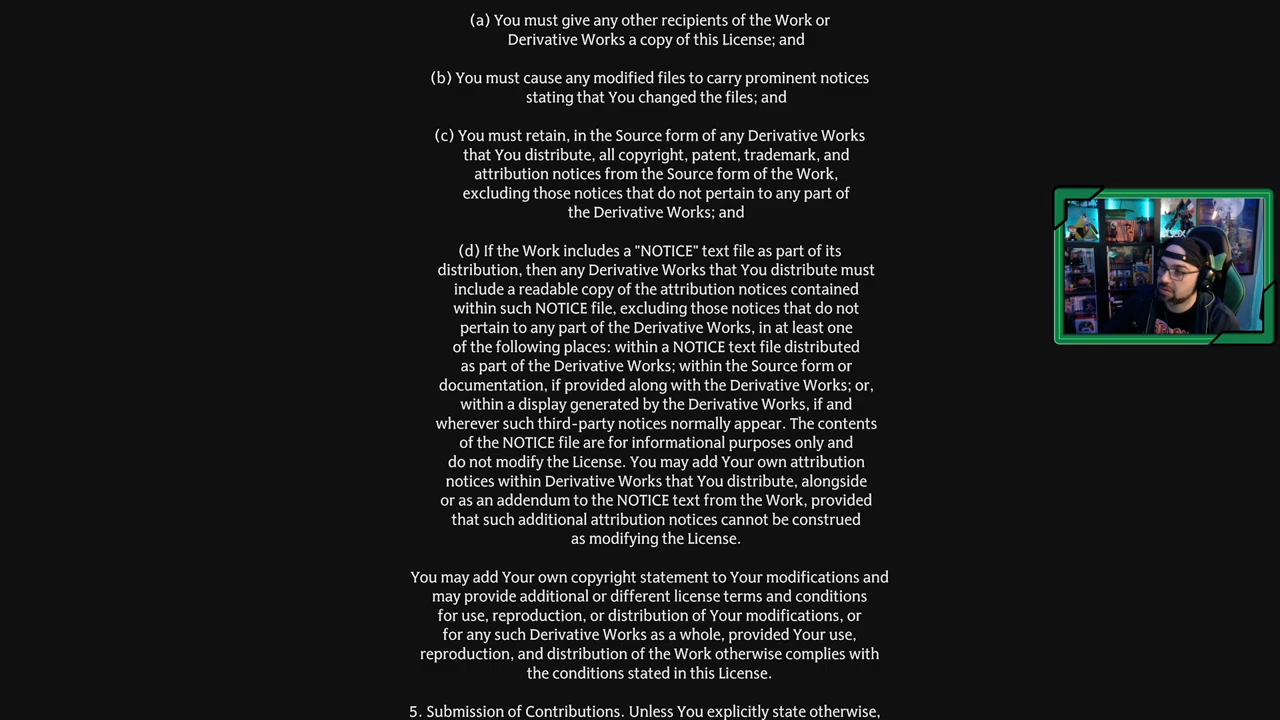 (a) You must give any other recipients of the Work or
Derivative Works a copy of this License; and
(b) You must cause any modified files to carry prominent notices
stating that You changed the files; and
(c) You must retain, in the Source form of any Derivative Works
that You distribute, all copyright, patent, trademark, and
attribution notices from the Source form of the Work,
excluding those notices that do not pertain to any part of
the Derivative Works; and
(d) If the Work includes a "NOTICE" text file as part of its
distribution, then any Derivative Works that You distribute must
include a readable copy of the attribution notices contained
within such NOTICE file, excluding those notices that do not
pertain to any part of the Derivative Works, in at least one
of the following places: within a NOTICE text file distributed
as part of the Derivative Works; within the Source form or
documentation, if provided along with the Derivative Works; or,
within a display generated by the Derivative Works, if and
wherever such third-party notices normally appear. The contents
of the NOTICE file are for informational purposes only and
do not modify the License. You may add Your own attribution
notices within Derivative Works that You distribute, alongside
or as an addendum to the NOTICE text from the Work, provided
that such additional attribution notices cannot be construed
as modifying the License.
You may add Your own copyright statement to Your modifications and
may provide additional or different license terms and conditions
for use, reproduction, or distribution of Your modifications, or
for any such Derivative Works as a whole, provided Your use,
reproduction, and distribution of the Work otherwise complies with
the conditions stated in this License.
5. Submission of Contributions. Unless You explicitly state otherwise,